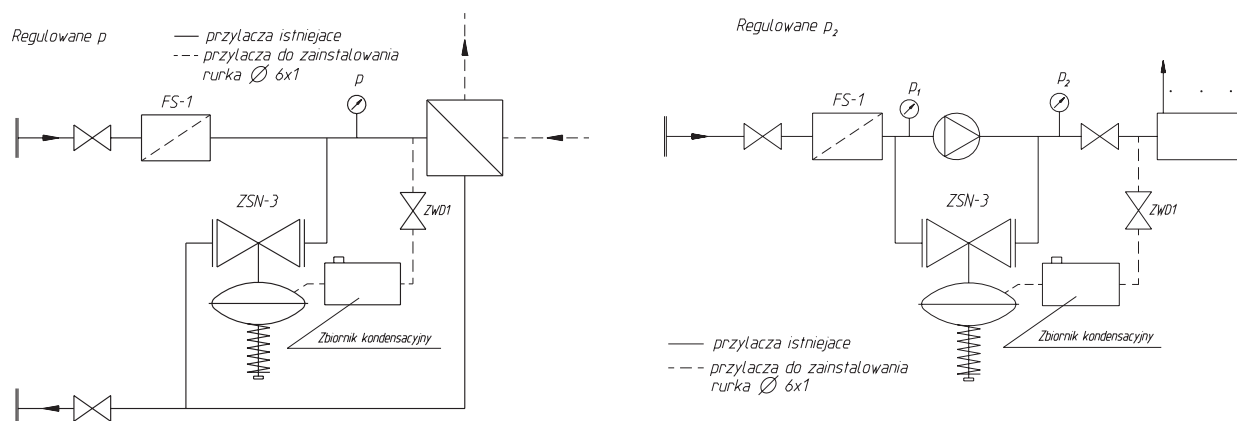 Regulowane p
przylacza istniejace
przylacza do zainstalowania
rurka Ø 6x1
p
FS-1
ZSN-3
ZWD1
Zbiornik kondensacyjny
Regulowane p₂
FS-1
p₁
p₂
ZSN-3
ZWD1
Zbiornik kondensacyjny
przylacza istniejace
przylacza do zainstalowania
rurka Ø 6x1